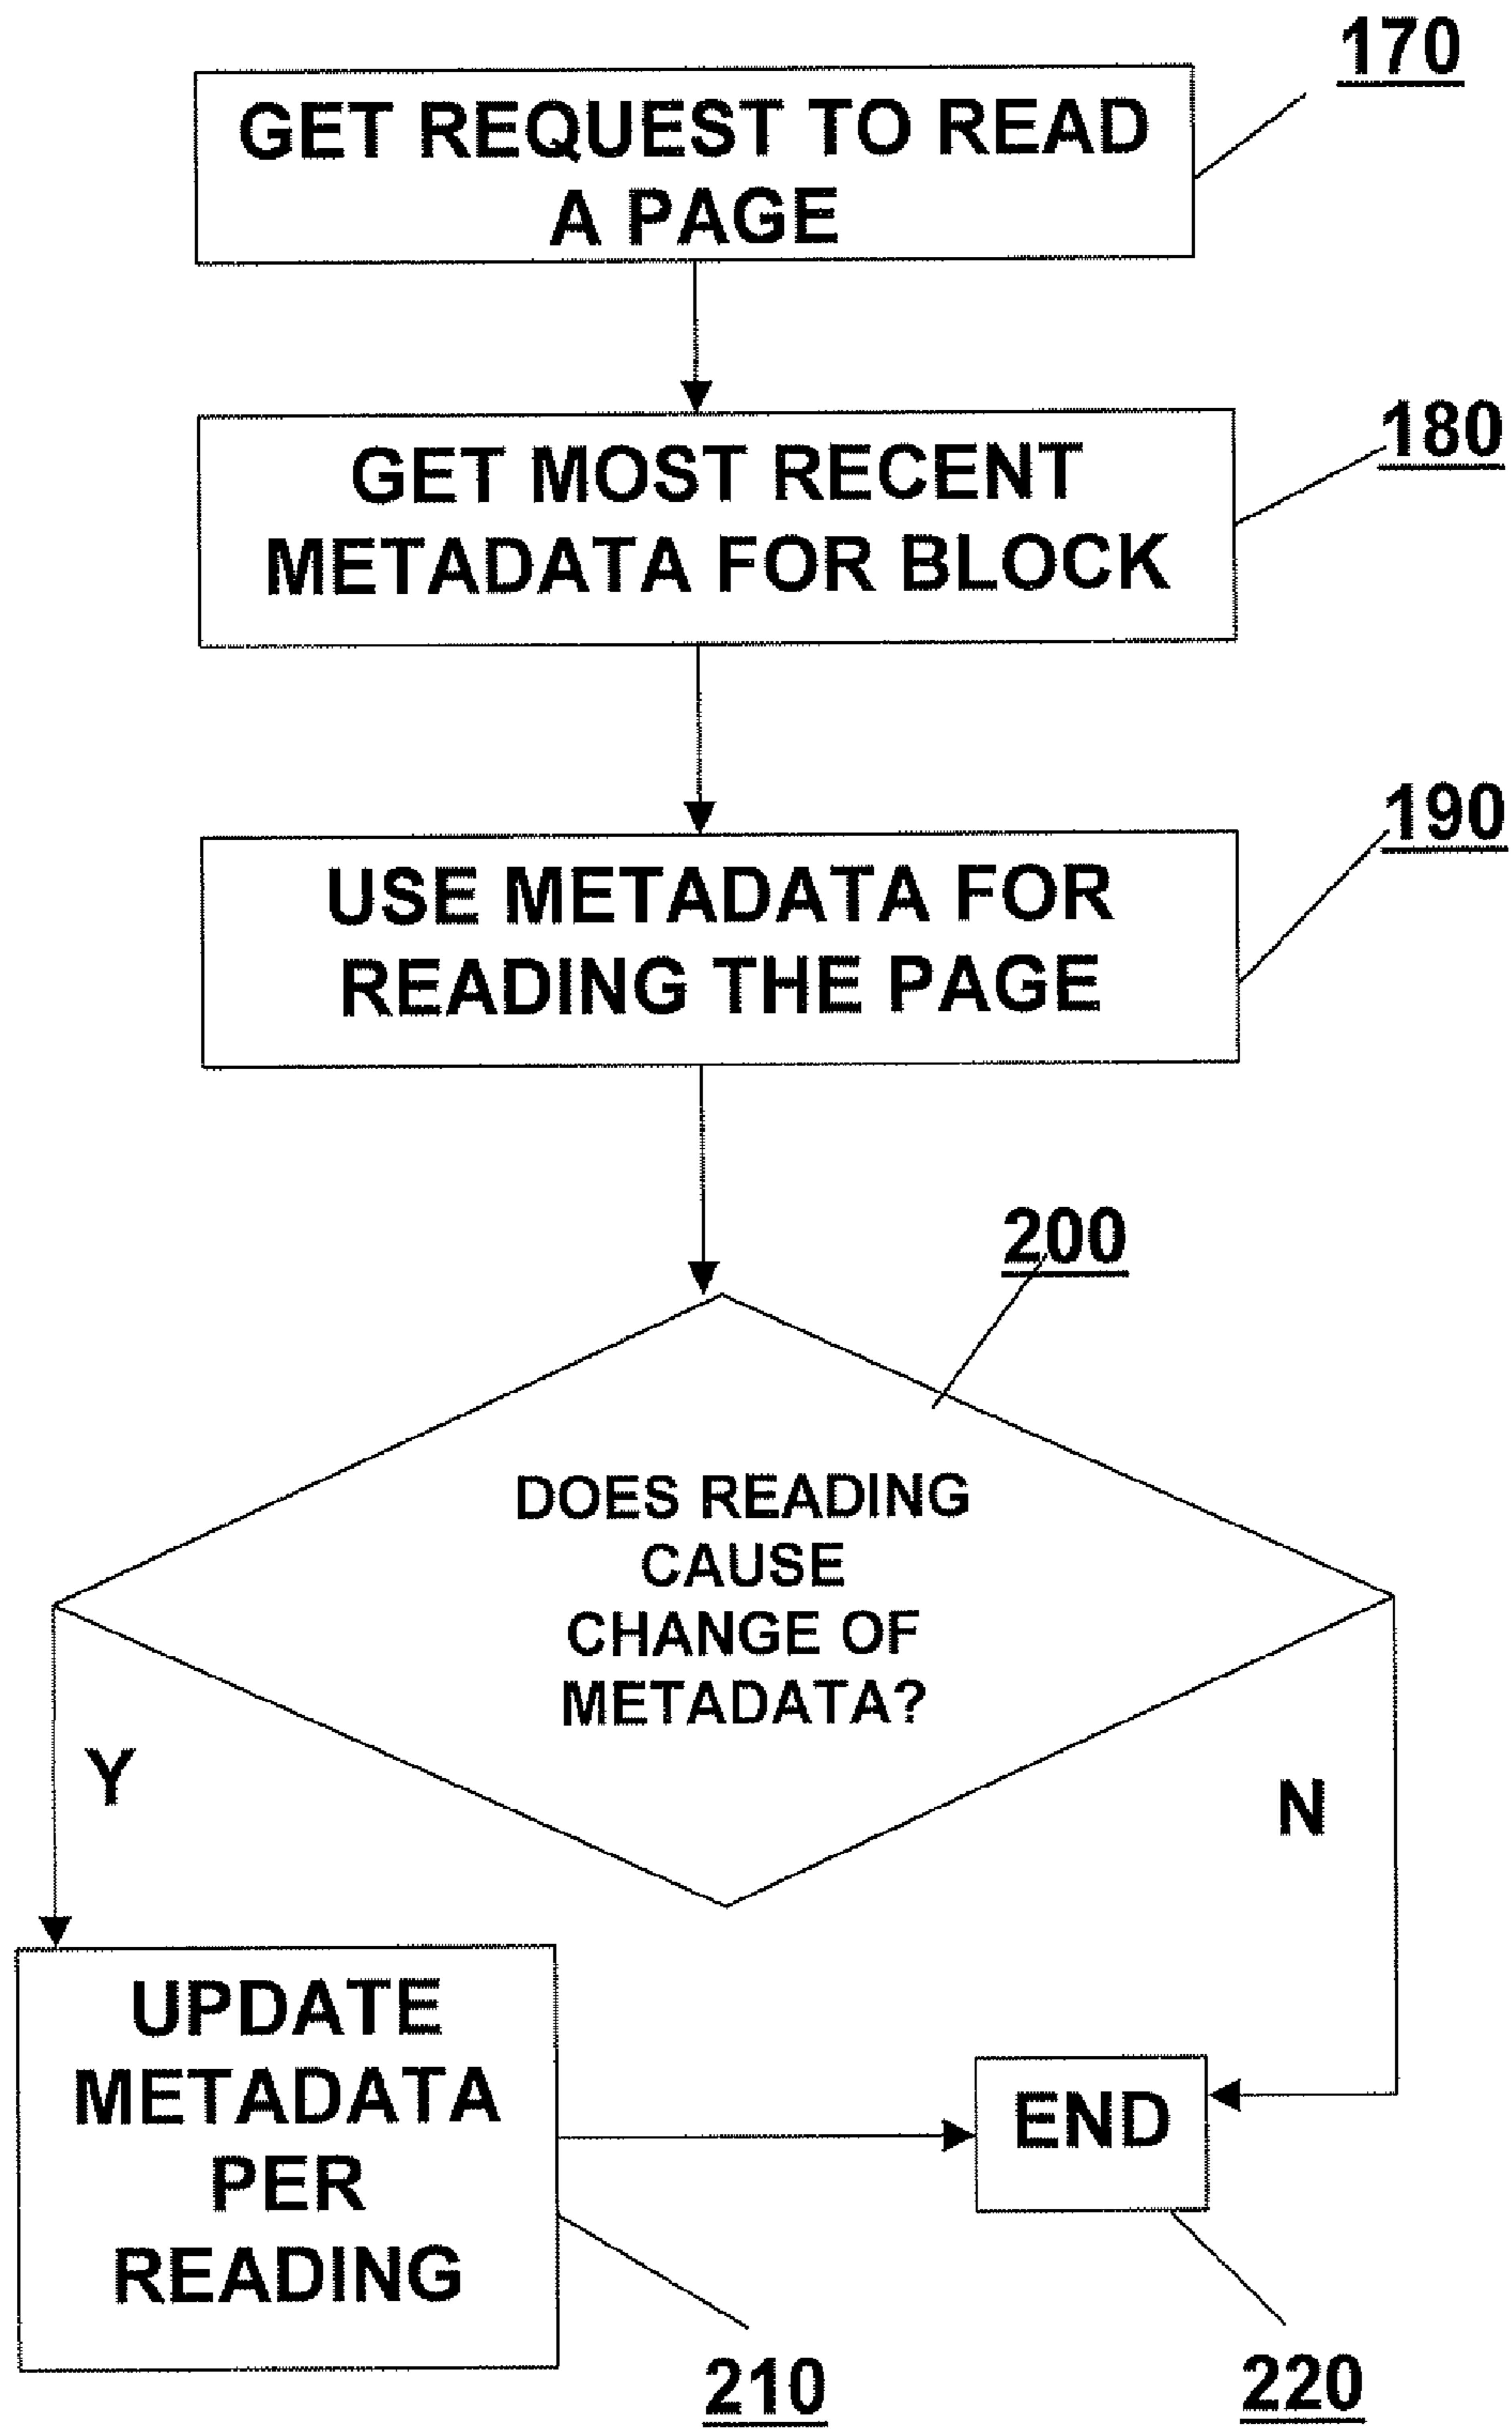 170
GET REQUEST TO READ
A PAGE
180
GET MOST RECENT
METADATA FOR BLOCK
190
USE METADATA FOR
READING THE PAGE
200
DOES READING
CAUSE
CHANGE OF
METADATA?
Y
N
UPDATE
METADATA
PER
READING
END
210
220